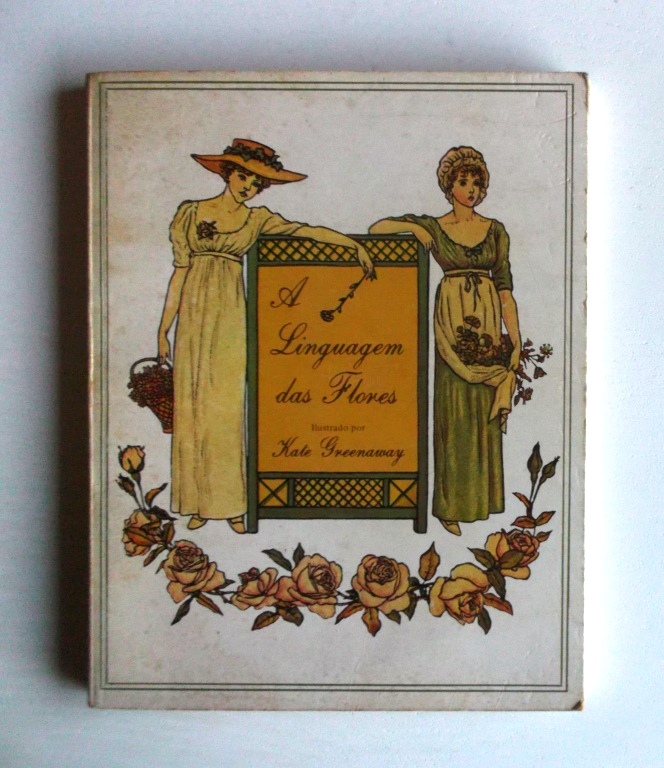 A
Linguagem
das Flores
Ilustrado por
Kate Greenaway